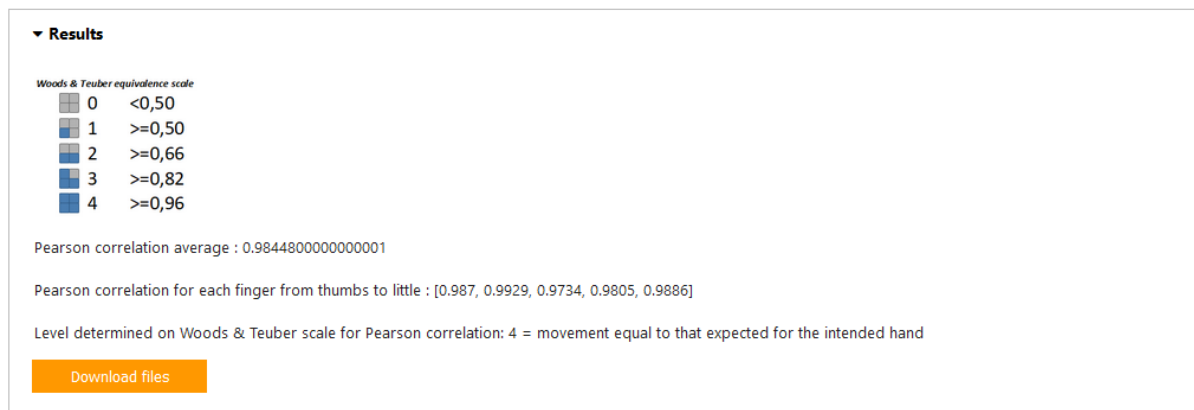 Results
Woods & Teuber equivalence scale
0 <0,50
1 >=0,50
2 >=0,66
3 >=0,82
4 >=0,96
Pearson correlation average : 0.9844800000000001
Pearson correlation for each finger from thumbs to little : [0.987, 0.9929, 0.9734, 0.9805, 0.9886]
Level determined on Woods & Teuber scale for Pearson correlation: 4 = movement equal to that expected for the intended hand
Download files